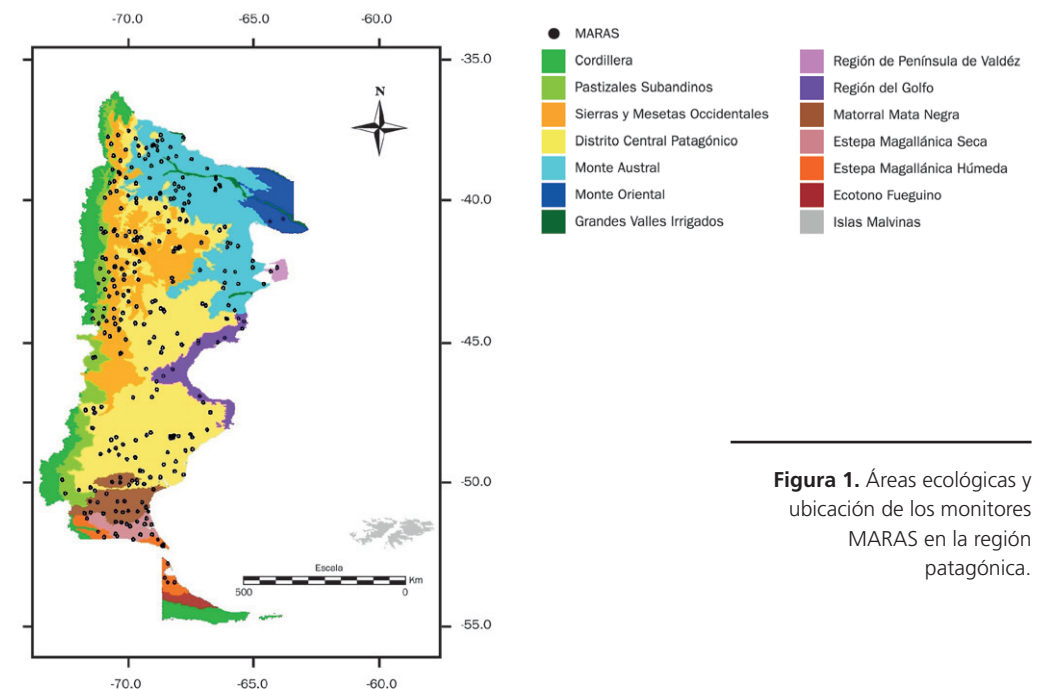 -70.0 -65.0 -60.0
-35.0
N
-40.0
-45.0
-50.0
Escala
500 0 Km
-55.0
-70.0 -65.0 -60.0
MARAS
Cordillera
Pastizales Subandinos
Sierras y Mesetas Occidentales
Distrito Central Patagónico
Monte Austral
Monte Oriental
Grandes Valles Irrigados
Región de Península de Valdéz
Región del Golfo
Matorral Mata Negra
Estepa Magallánica Seca
Estepa Magallánica Húmeda
Ecotono Fueguino
Islas Malvinas
Figura 1. Áreas ecológicas y
ubicación de los monitores
MARAS en la región
patagónica.